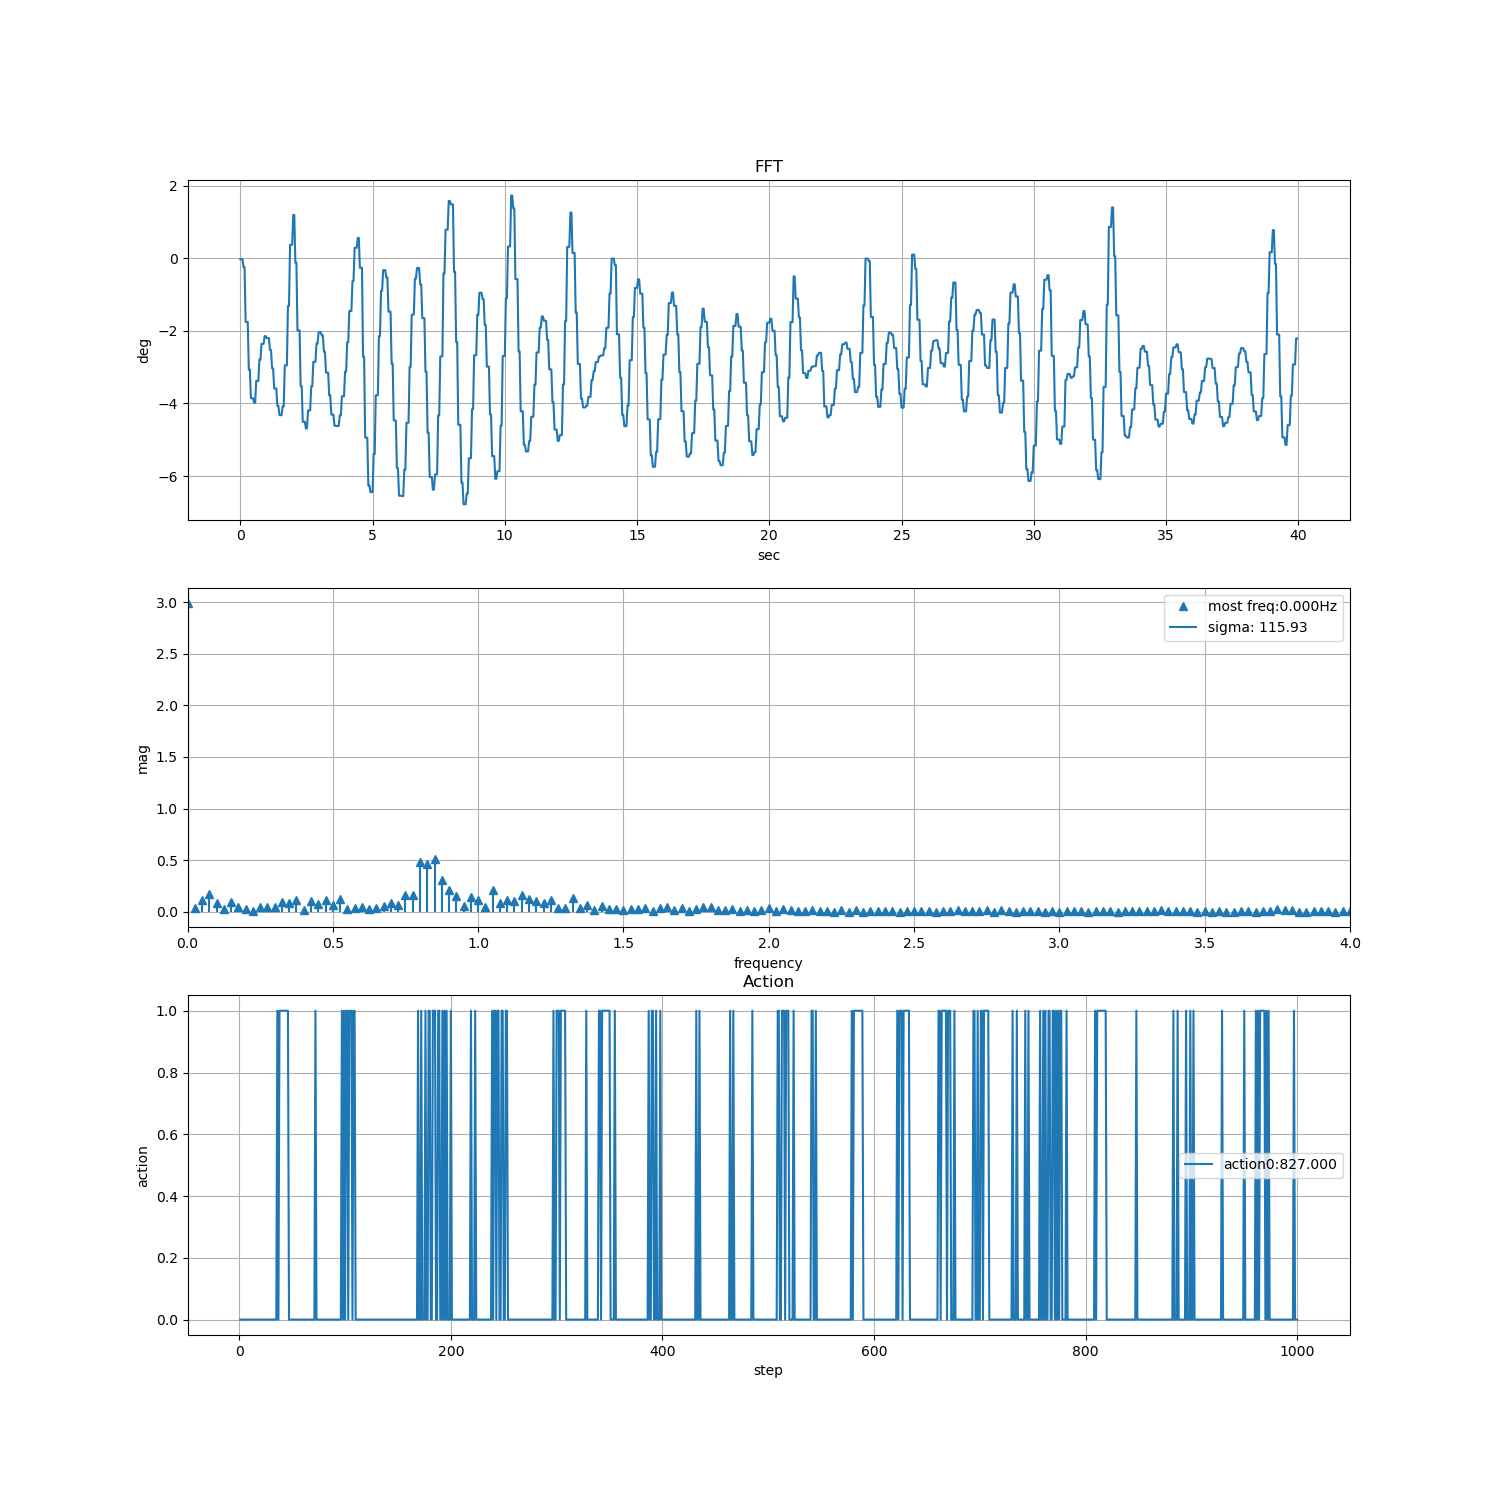 FFT
2
0
−2
−4
−6
deg
0 5 10 15 20 25 30 35 40
sec
3.0
2.5
2.0
1.5
1.0
0.5
0.0
mag
most freq:0.000Hz
sigma: 115.93
0.0 0.5 1.0 1.5 2.0 2.5 3.0 3.5 4.0
frequency
Action
1.0
0.8
0.6
0.4
0.2
0.0
action
action0:827.000
0 200 400 600 800 1000
step